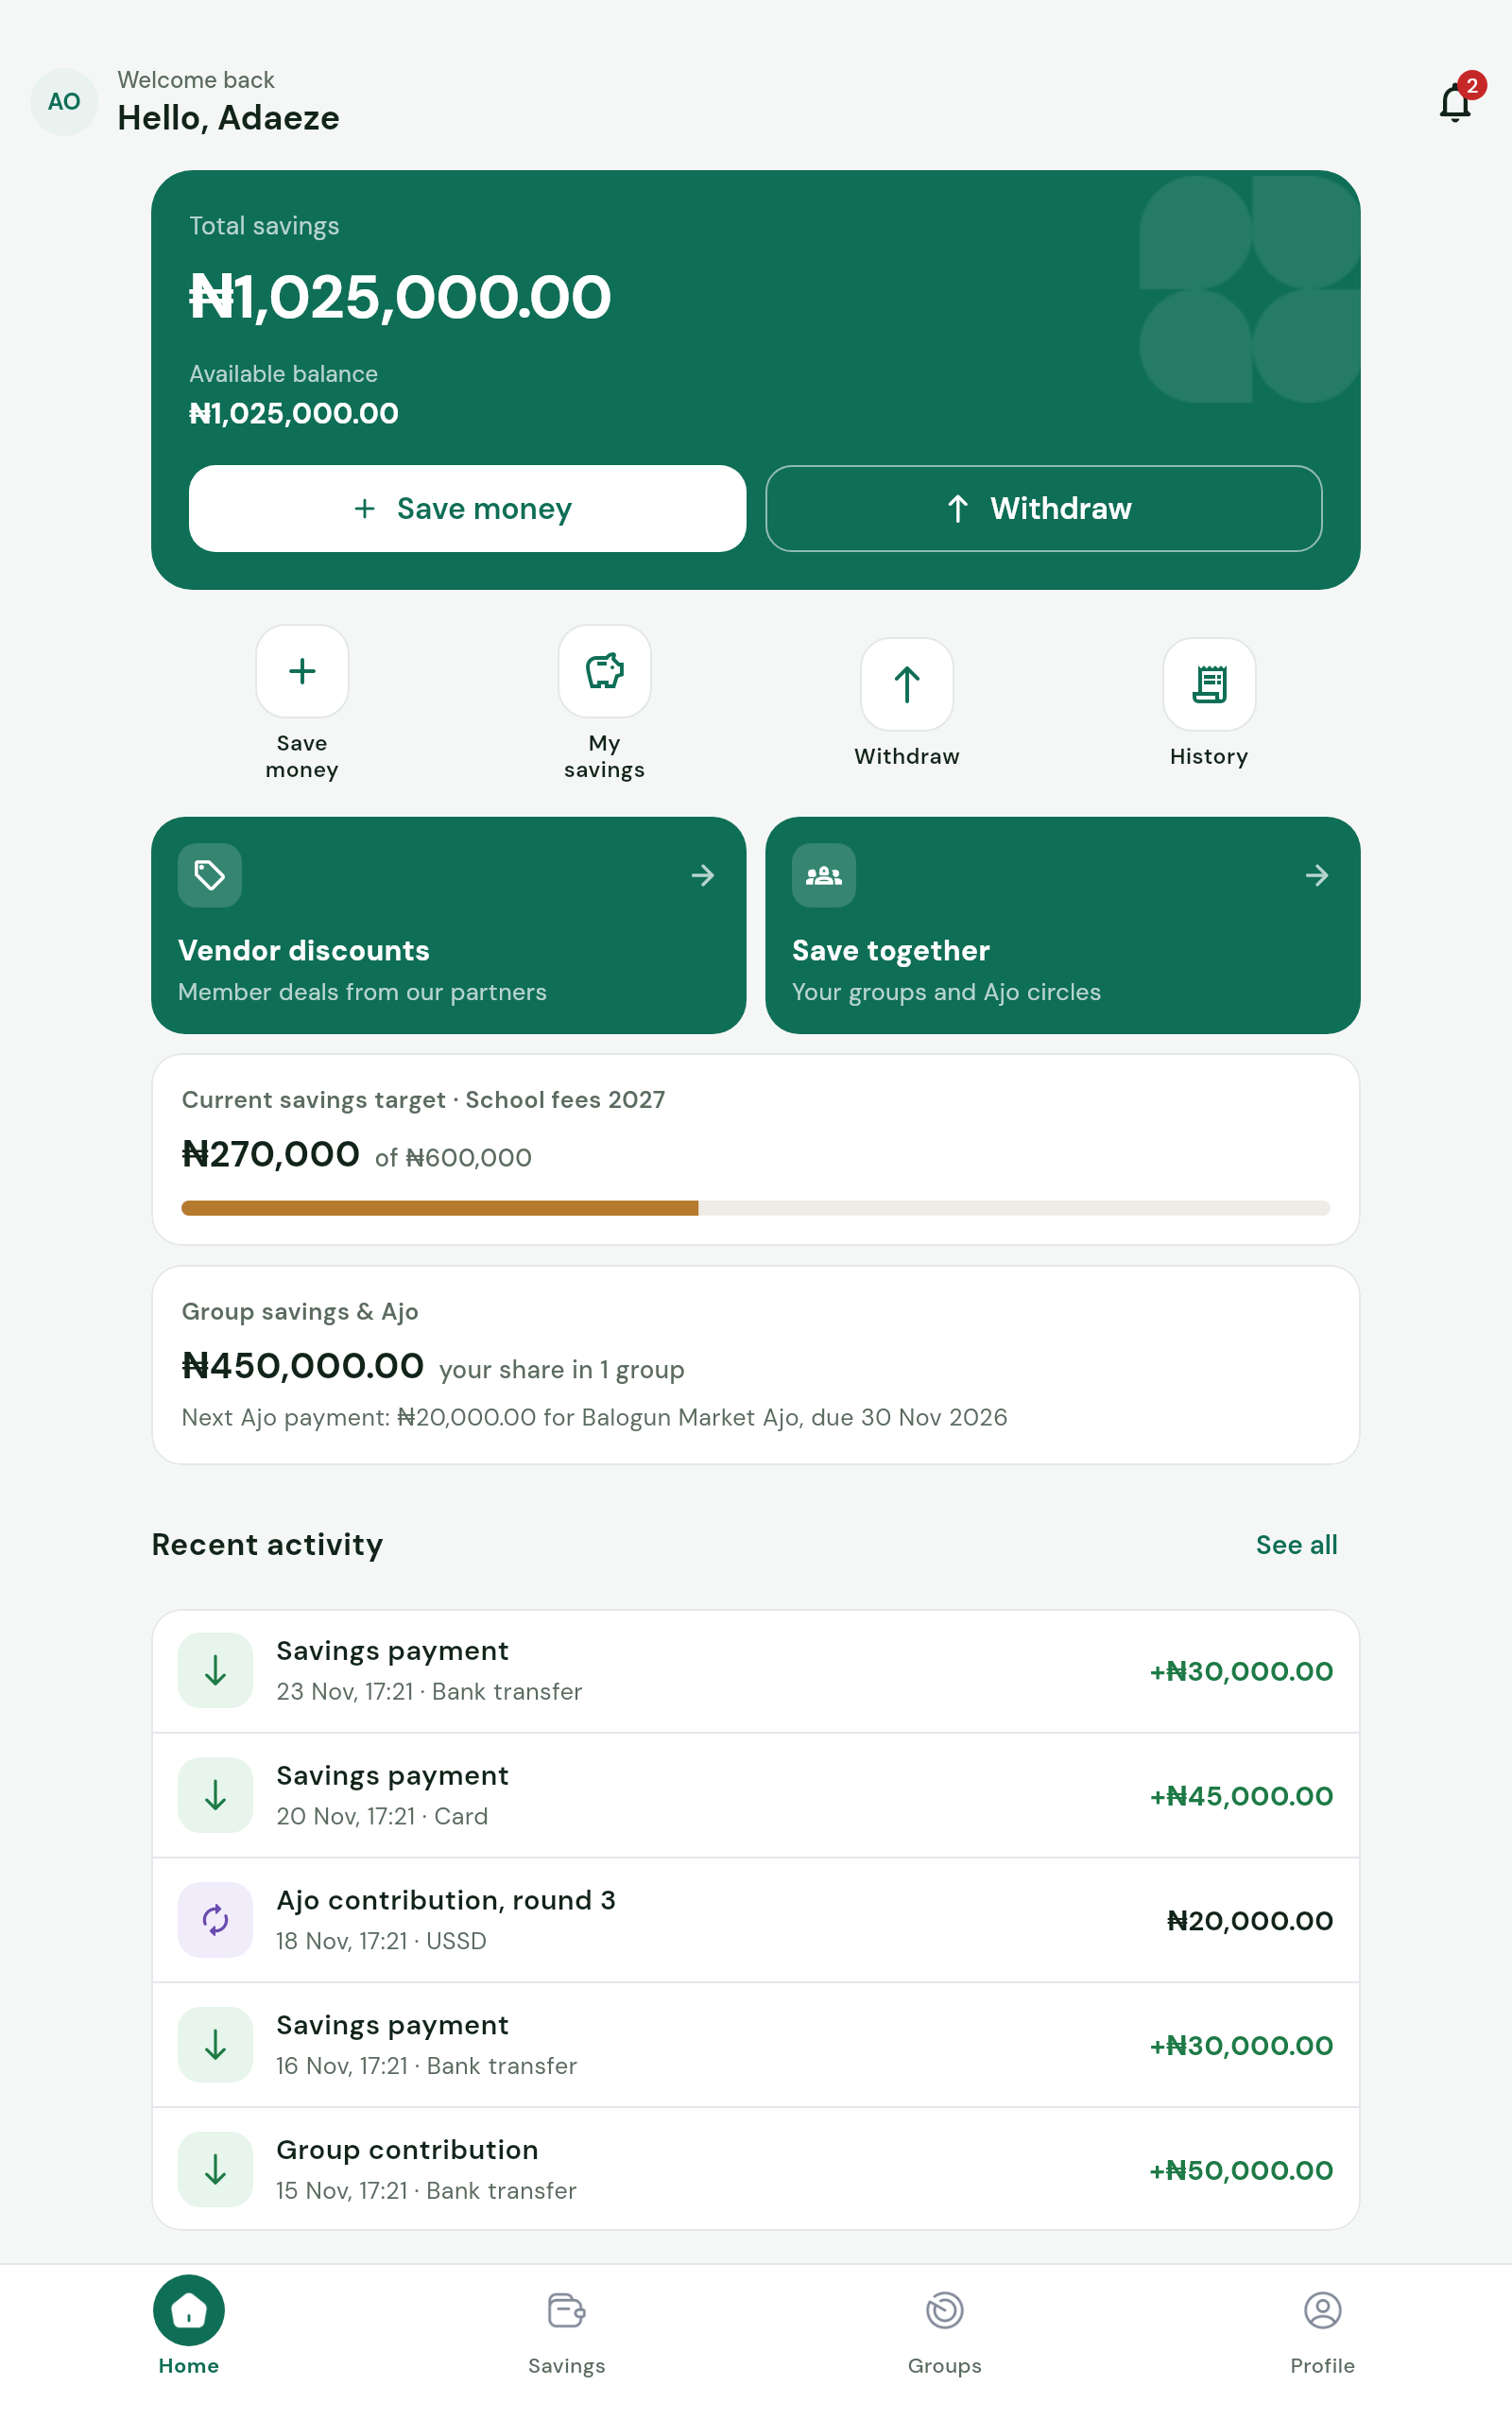 AO
Welcome back
Hello, Adaeze
2
Total savings
₦1,025,000.00
Available balance
₦1,025,000.00
Save money
Withdraw
Save
money
My
savings
Withdraw
History
Vendor discounts
Member deals from our partners
Save together
Your groups and Ajo circles
Current savings target · School fees 2027
₦270,000 of ₦600,000
Group savings & Ajo
₦450,000.00 your share in 1 group
Next Ajo payment: ₦20,000.00 for Balogun Market Ajo, due 30 Nov 2026
Recent activity
See all
Savings payment
23 Nov, 17:21 · Bank transfer
+₦30,000.00
Savings payment
20 Nov, 17:21 · Card
+₦45,000.00
Ajo contribution, round 3
18 Nov, 17:21 · USSD
₦20,000.00
Savings payment
16 Nov, 17:21 · Bank transfer
+₦30,000.00
Group contribution
15 Nov, 17:21 · Bank transfer
+₦50,000.00
Home
Savings
Groups
Profile